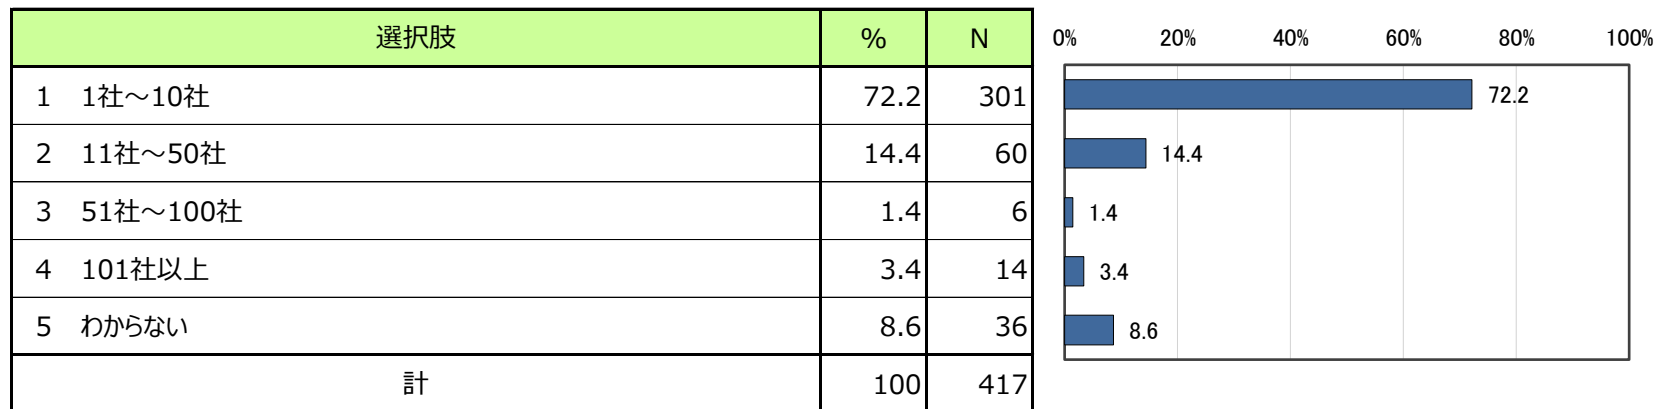 選択肢 % N
1 1社～10社 72.2 301
2 11社～50社 14.4 60
3 51社～100社 1.4 6
4 101社以上 3.4 14
5 わからない 8.6 36
計 100 417
0% 20% 40% 60% 80% 100%
72.2
14.4
1.4
3.4
8.6